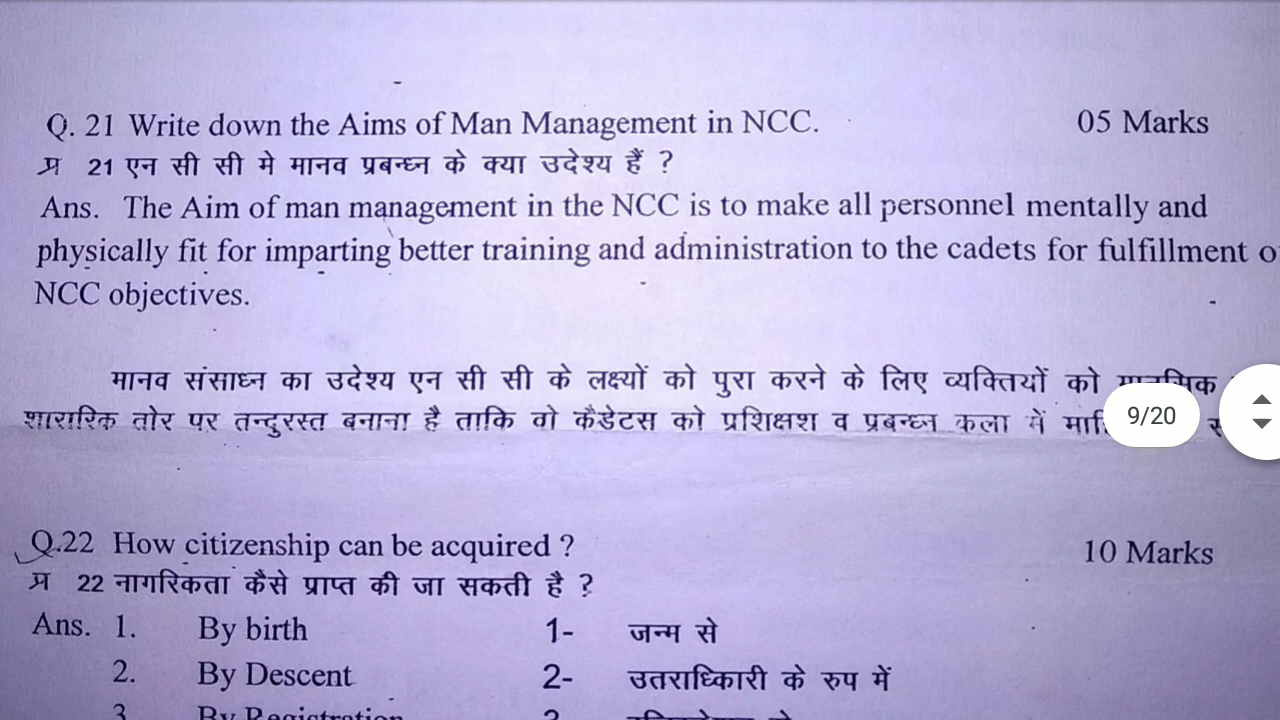 Q. 21 Write down the Aims of Man Management in NCC. 05 Marks
प्र 21 एन सी सी मे मानव प्रबन्घ्न के क्या उदेश्य हैं ?
Ans. The Aim of man management in the NCC is to make all personnel mentally and
physically fit for imparting better training and administration to the cadets for fulfillment o
NCC objectives.
मानव संसाघ्न का उदेश्य एन सी सी के लक्ष्यों को पुरा करने के लिए व्यक्तियों को मानसिक
शारारिक तोर पर तन्दुरस्त बनाना है ताकि वो कैडेटस को प्रशिक्षश व प्रबन्घ्न कला में
9/20
Q.22 How citizenship can be acquired ? 10 Marks
प्र 22 नागरिकता कैसे प्राप्त की जा सकती है ?
Ans. 1. By birth 1- जन्म से
2. By Descent 2- उतराध्किारी के रुप में
3. By Registration